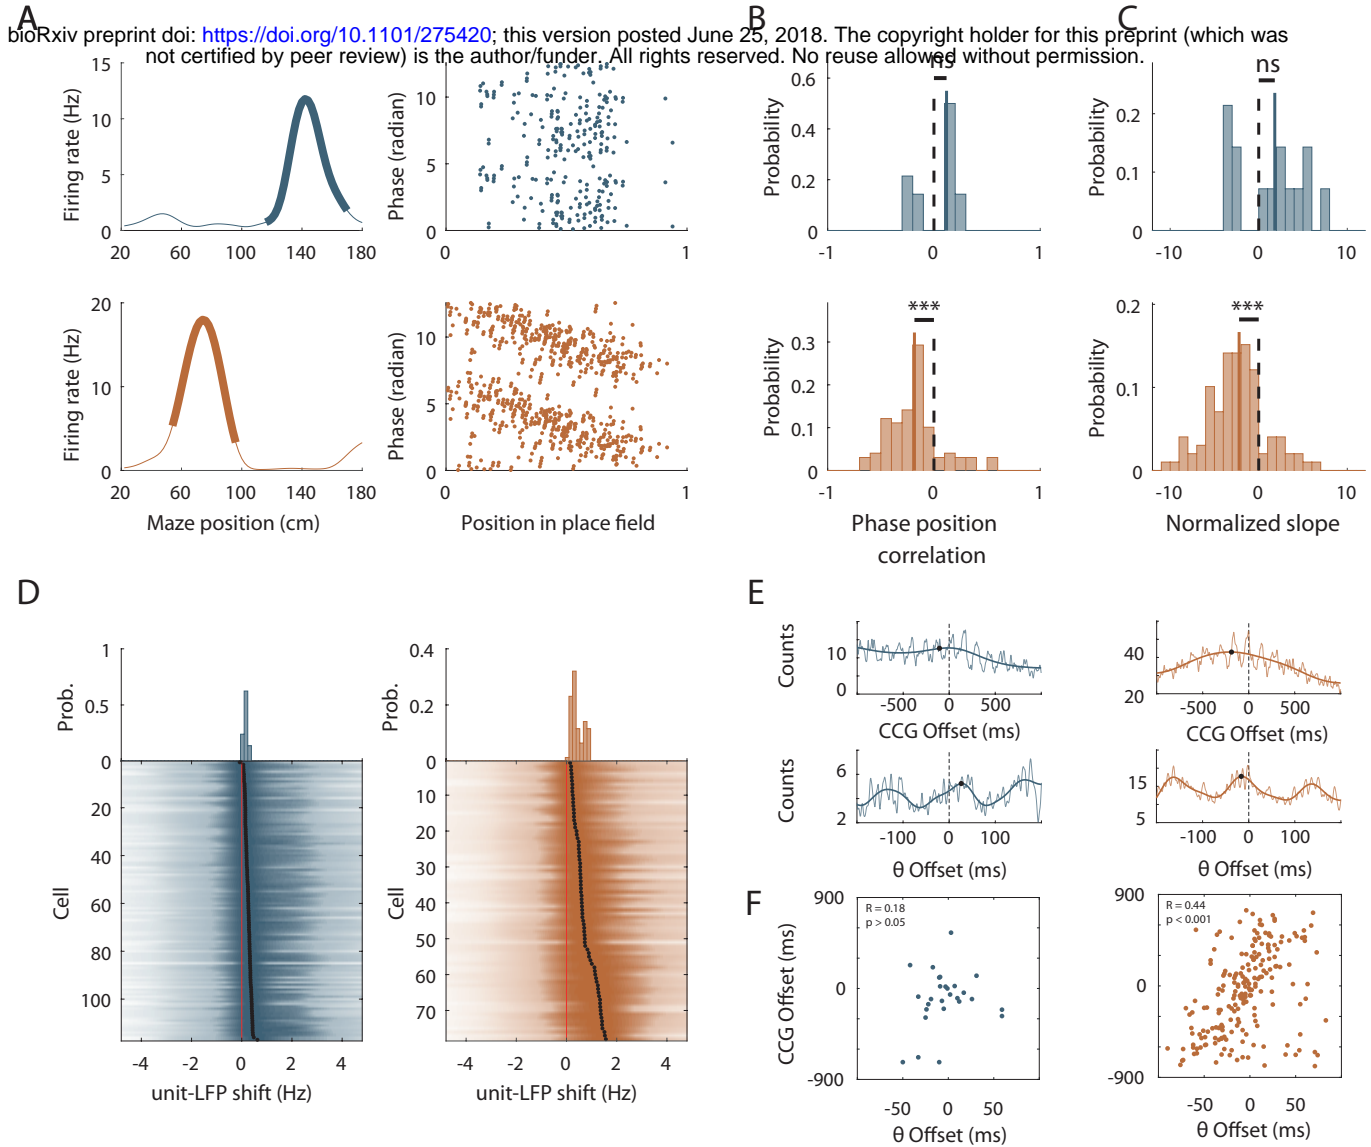 A
B
C
bioRxiv preprint doi: https://doi.org/10.1101/275420; this version posted June 25, 2018. The copyright holder for this preprint (which was
not certified by peer review) is the author/funder. All rights reserved. No reuse allowed without permission.
Firing rate (Hz)
15
10
5
0
20 60 100 140 180
Phase (radian)
10
5
0
0 1
ns
Probability
0.6
0.4
0.2
0
-1 0 1
ns
Probability
0.2
0.1
0
-10 0 10
Firing rate (Hz)
20
10
0
20 60 100 140 180
Maze position (cm)
Phase (radian)
10
5
0
0 1
Position in place field
***
Probability
0.3
0.2
0.1
0
-1 0 1
Phase position
correlation
***
Probability
0.2
0.1
0
-10 0 10
Normalized slope
D
Prob.
1
0.5
0
Cell
20
40
60
80
100
-4 -2 0 2 4
unit-LFP shift (Hz)
Prob.
0.4
0.2
0
Cell
10
20
30
40
50
60
70
-4 -2 0 2 4
unit-LFP shift (Hz)
E
Counts
10
0
-500 0 500
CCG Offset (ms)
40
20
-500 0 500
CCG Offset (ms)
Counts
6
2
-100 0 100
θ Offset (ms)
15
5
-100 0 100
θ Offset (ms)
F
CCG Offset (ms)
900
0
-900
R = 0.18
p > 0.05
-50 0 50
θ Offset (ms)
900
0
-900
R = 0.44
p < 0.001
-50 0 50
θ Offset (ms)